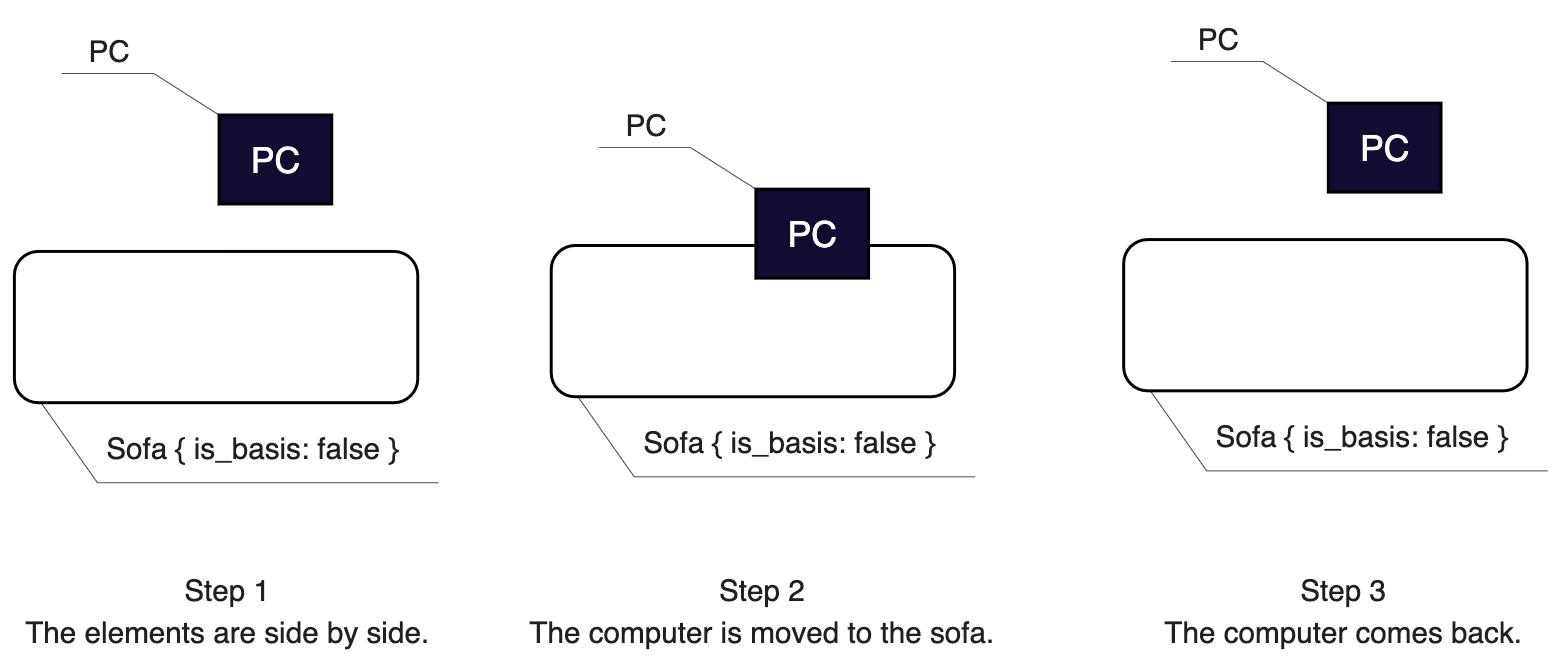 PC
PC
Sofa { is_basis: false }
Step 1
The elements are side by side.
PC
PC
Sofa { is_basis: false }
Step 2
The computer is moved to the sofa.
PC
PC
Sofa { is_basis: false }
Step 3
The computer comes back.